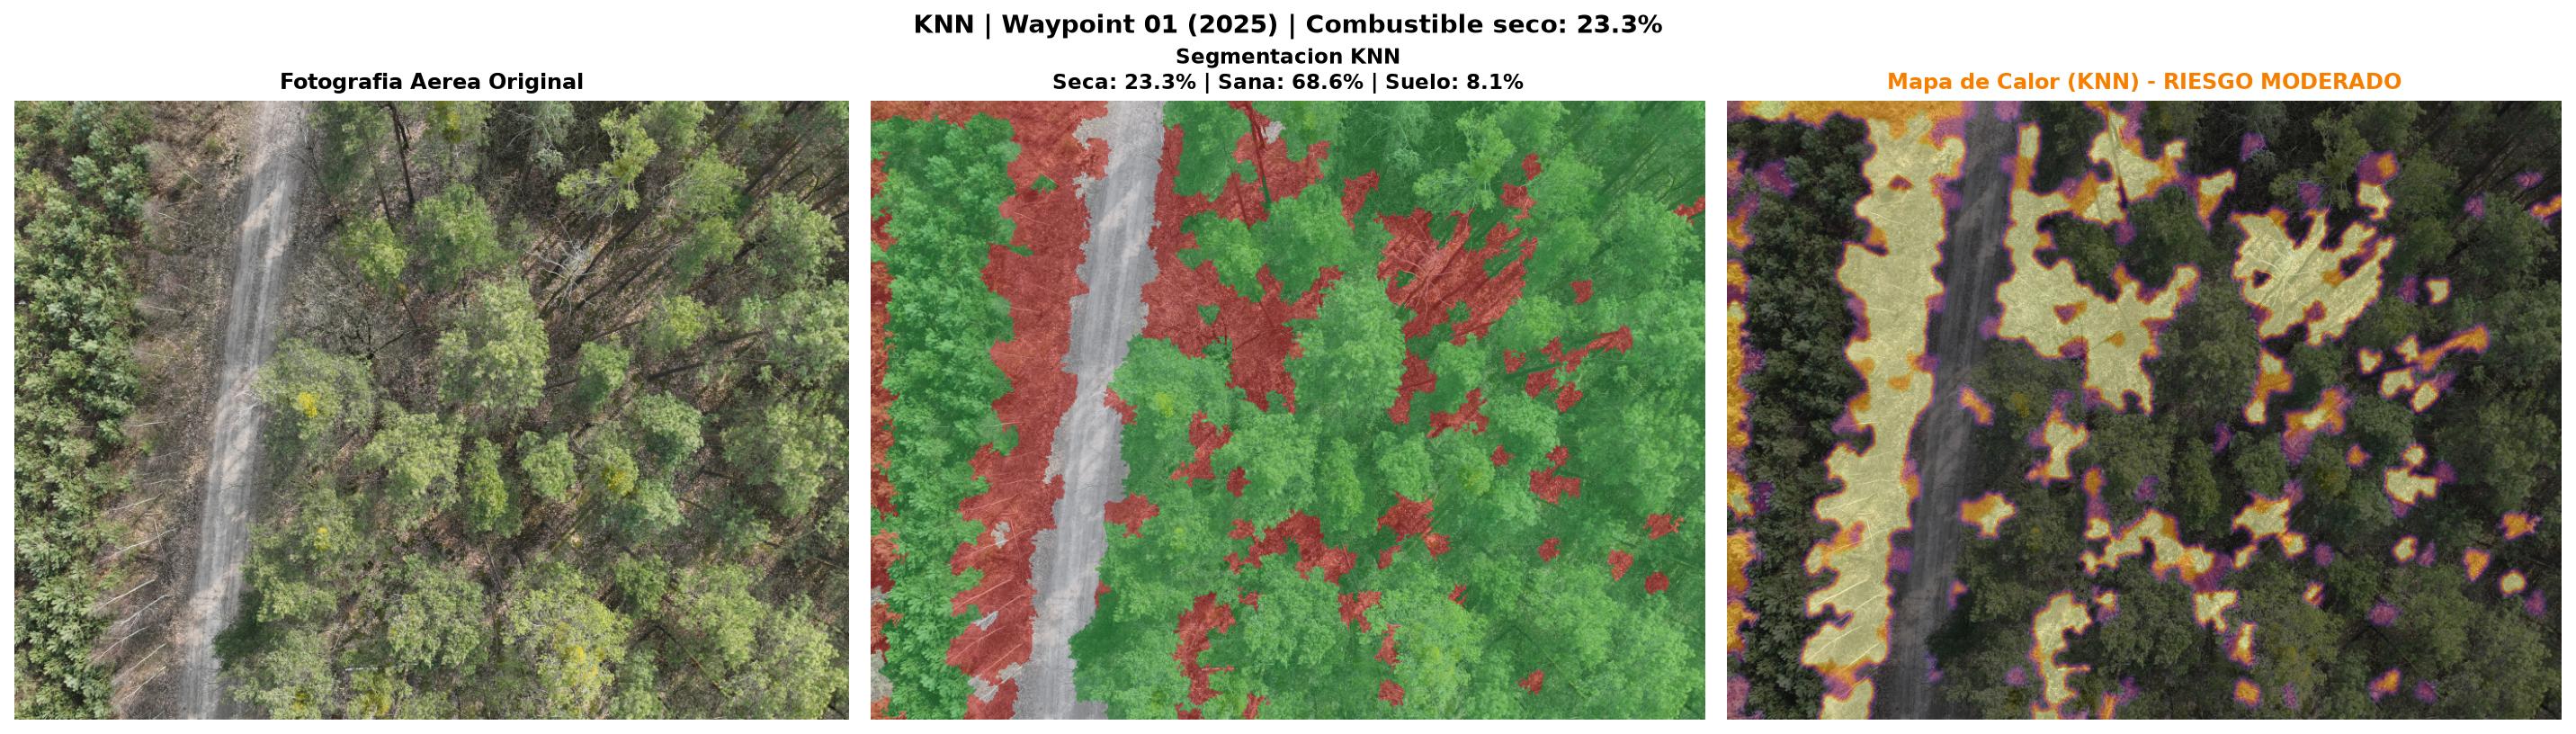 KNN | Waypoint 01 (2025) | Combustible seco: 23.3%
Fotografia Aerea Original
Segmentacion KNN
Seca: 23.3% | Sana: 68.6% | Suelo: 8.1%
Mapa de Calor (KNN) - RIESGO MODERADO